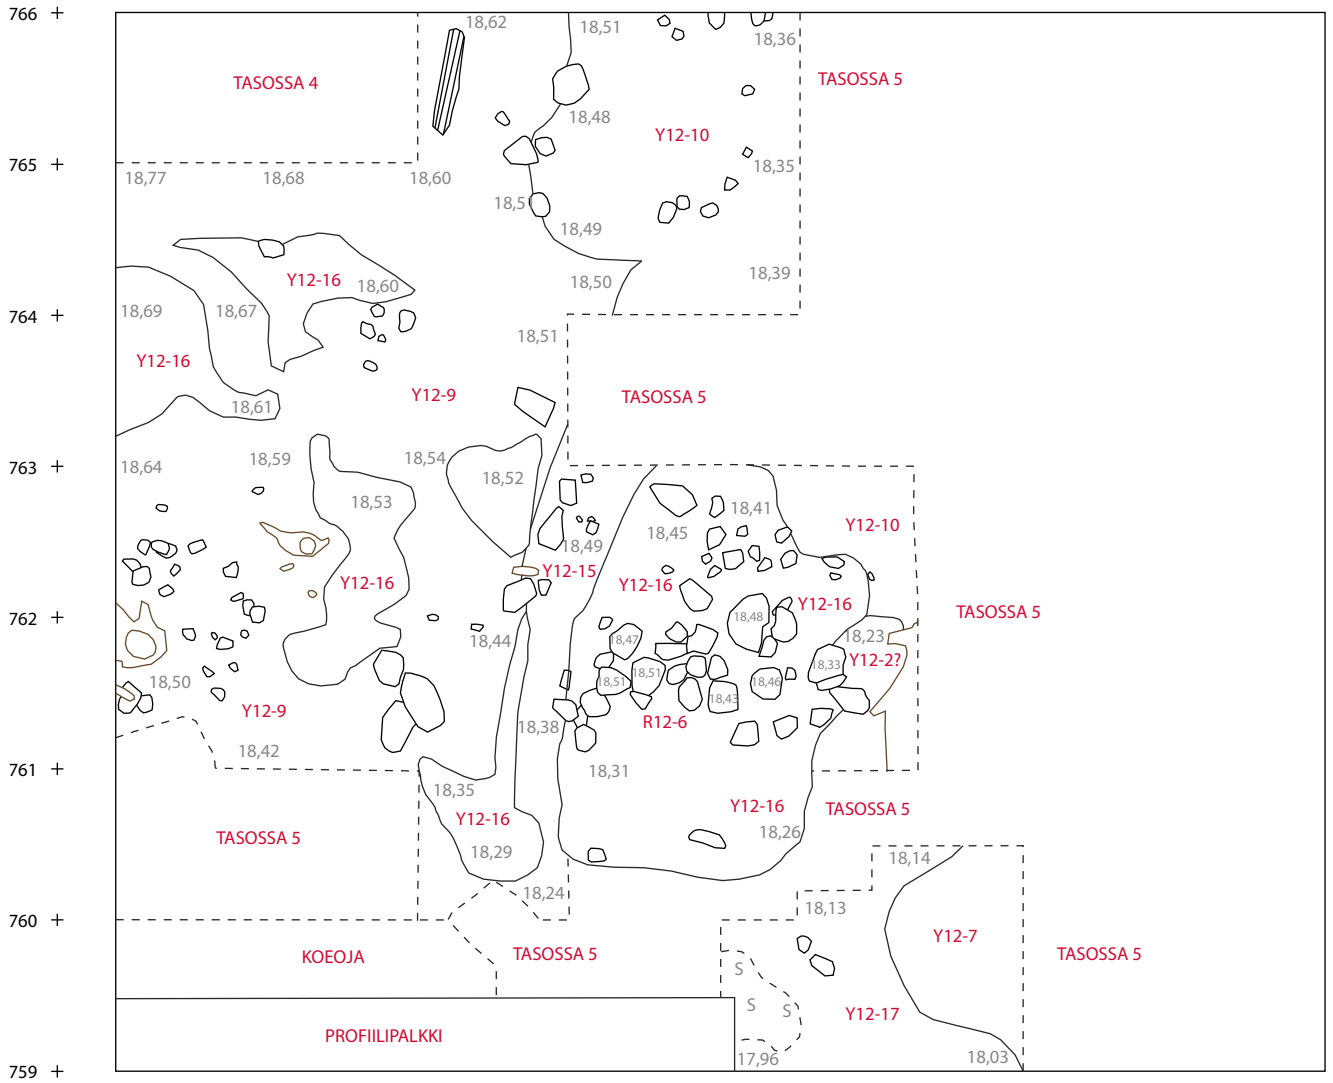 766 +
18,62
18,51
18,36
TASOSSA 4
TASOSSA 5
18,48
Y12-10
765 +
18,77
18,68
18,60
18,35
18,5
18,49
Y12-16
18,60
18,50
18,39
764 +
18,69
18,67
18,51
Y12-16
Y12-9
TASOSSA 5
18,61
763 +
18,64
18,59
18,54
18,52
18,53
18,41
18,45
Y12-10
18,49
Y12-15
Y12-16
Y12-16
Y12-16
762 +
18,48
TASOSSA 5
18,44
18,47
18,23
Y12-2?
18,33
18,50
18,51
18,51
18,46
18,43
Y12-9
R12-6
18,38
18,42
761 +
18,31
18,35
Y12-16
TASOSSA 5
Y12-16
18,26
TASOSSA 5
18,29
18,14
18,24
760 +
18,13
Y12-7
KOEOJA
TASOSSA 5
TASOSSA 5
S
S
S
Y12-17
PROFIILIPALKKI
17,96
18,03
759 +